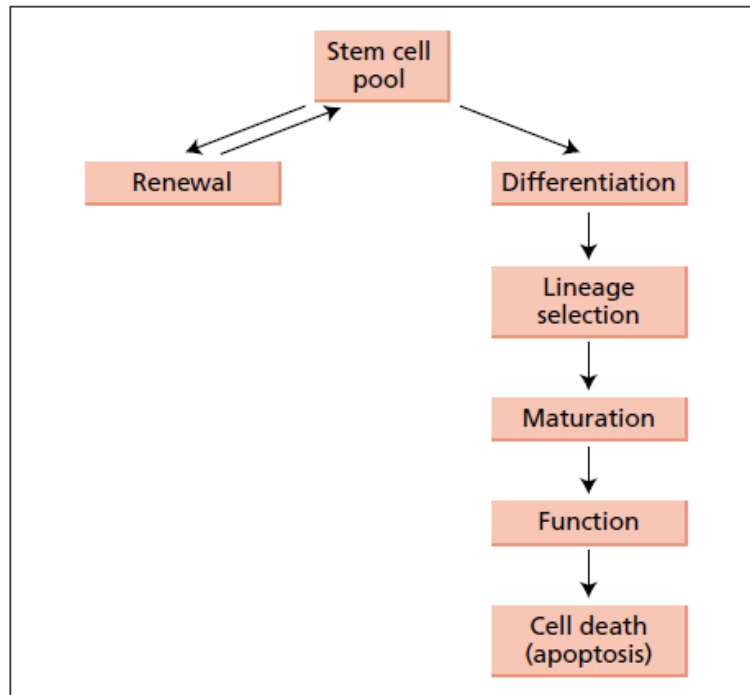 Stem cell
pool
Renewal
Differentiation
Lineage
selection
Maturation
Function
Cell death
(apoptosis)